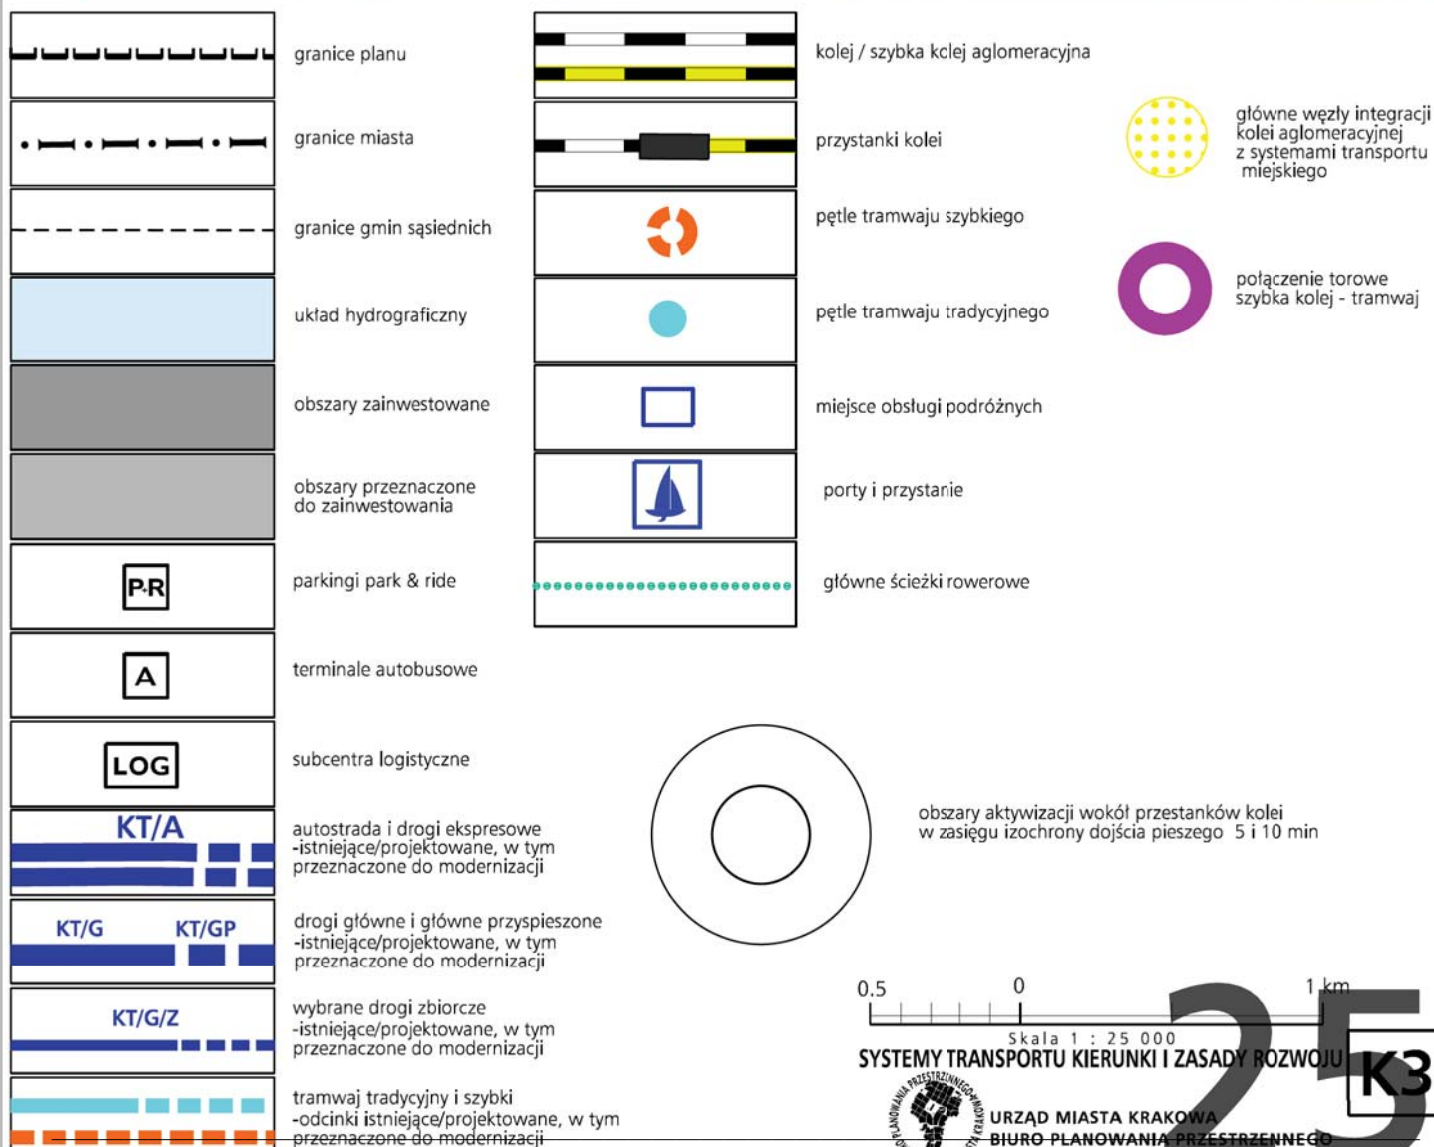 granice planu
granice miasta
granice gmin sąsiednich
układ hydrograficzny
obszary zainwestowane
obszary przeznaczone
do zainwestowania
P+R
parkingi park & ride
A
terminale autobusowe
LOG
subcentra logistyczne
KT/A
autostrada i drogi ekspresowe
-istniejące/projektowane, w tym
przeznaczone do modernizacji
KT/G KT/GP
drogi główne i główne przyspieszone
-istniejące/projektowane, w tym
przeznaczone do modernizacji
KT/G/Z
wybrane drogi zbiorcze
-istniejące/projektowane, w tym
przeznaczone do modernizacji
tramwaj tradycyjny i szybki
-odcinki istniejące/projektowane, w tym
przeznaczone do modernizacji
kolej / szybka kolej aglomeracyjna
przystanki kolei
pętle tramwaju szybkiego
pętle tramwaju tradycyjnego
miejsce obsługi podróżnych
porty i przystanie
główne ścieżki rowerowe
główne węzły integracji
kolei aglomeracyjnej
z systemami transportu
miejskiego
połączenie torowe
szybka kolej - tramwaj
obszary aktywizacji wokół przestanków kolei
w zasięgu izochrony dojścia pieszego 5 i 10 min
0.5 0 1 km
Skala 1 : 25 000
SYSTEMY TRANSPORTU KIERUNKI I ZASADY ROZWOJU
K3
25
URZĄD MIASTA KRAKOWA
BIURO PLANOWANIA PRZESTRZENNEGO